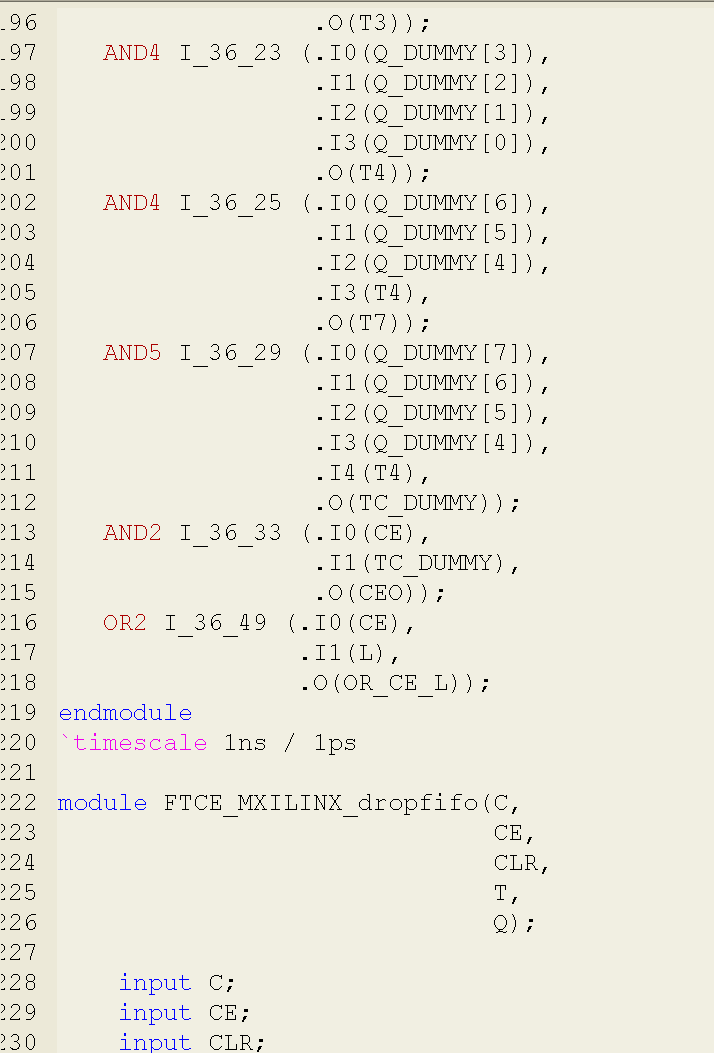 196 .O(T3));
197 AND4 I_36_23 (.I0(Q_DUMMY[3]),
198 .I1(Q_DUMMY[2]),
199 .I2(Q_DUMMY[1]),
200 .I3(Q_DUMMY[0]),
201 .O(T4));
202 AND4 I_36_25 (.I0(Q_DUMMY[6]),
203 .I1(Q_DUMMY[5]),
204 .I2(Q_DUMMY[4]),
205 .I3(T4),
206 .O(T7));
207 AND5 I_36_29 (.I0(Q_DUMMY[7]),
208 .I1(Q_DUMMY[6]),
209 .I2(Q_DUMMY[5]),
210 .I3(Q_DUMMY[4]),
211 .I4(T4),
212 .O(TC_DUMMY));
213 AND2 I_36_33 (.I0(CE),
214 .I1(TC_DUMMY),
215 .O(CEO));
216 OR2 I_36_49 (.I0(CE),
217 .I1(L),
218 .O(OR_CE_L));
219 endmodule
220 `timescale 1ns / 1ps
221
222 module FTCE_MXILINX_dropfifo(C,
223 CE,
224 CLR,
225 T,
226 Q);
227
228 input C;
229 input CE;
230 input CLR;